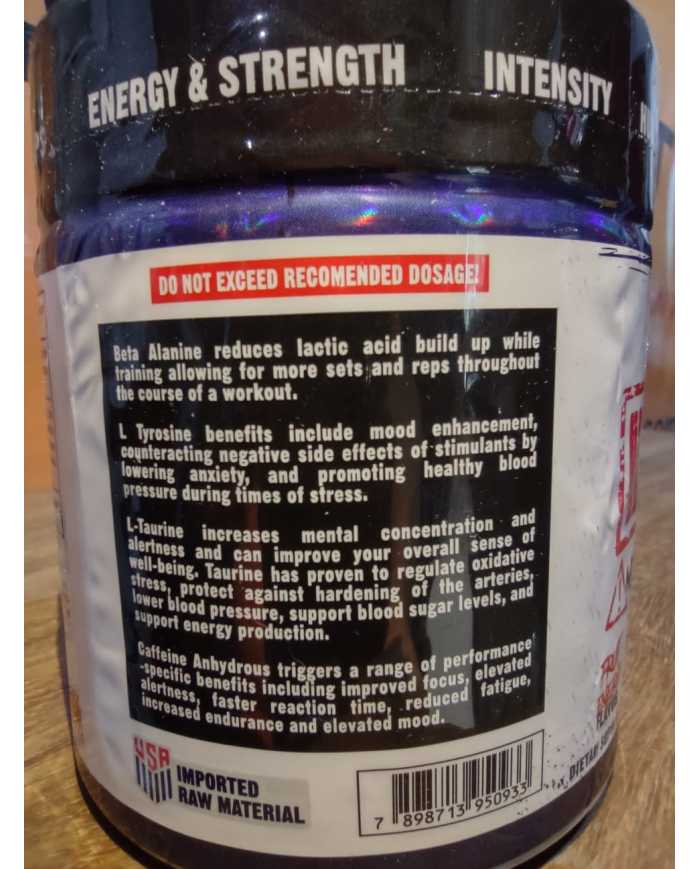 ENERGY & STRENGTH INTENSITY
DO NOT EXCEED RECOMENDED DOSAGE!
Beta Alanine reduces lactic acid build up while
training allowing for more sets and reps throughout
the course of a workout.
L Tyrosine benefits include mood enhancement,
counteracting negative side effects of stimulants by
lowering anxiety, and promoting healthy blood
pressure during times of stress.
L-Taurine increases mental concentration and
alertness and can improve your overall sense of
well-being. Taurine has proven to regulate oxidative
stress, protect against hardening of the arteries,
lower blood pressure, support blood sugar levels, and
support energy production.
Caffeine Anhydrous triggers a range of performance
-specific benefits including improved focus, elevated
alertness, faster reaction time, reduced fatigue,
increased endurance and elevated mood.
USA
IMPORTED
RAW MATERIAL
7 898713 950933